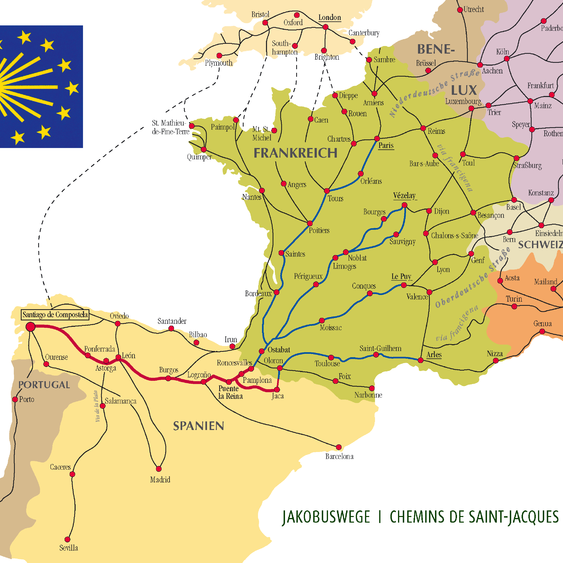 Bristol
Oxford
London
Utrecht
Canterbury
South-
hampton
Brighton
Plymouth
Sambre
BENE-
Brüssel
Köln
Aachen
Niederdeutsche Straße
LUX
Luxembourg
Trier
Frankfurt
Mainz
Speyer
Dieppe
Rouen
Amiens
Caen
St. Mathieu
de-Fine-Terre
Paimpol
Mt. St.
Michel
Quimper
Chartres
Paris
Reims
FRANKREICH
Bar-s-Aube
via francigena
Toul
Straßburg
Orléans
Angers
Nantes
Tours
Vézelay
Konstanz
Basel
Bourges
Dijon
Besançon
Poitiers
Sauvigny
Chalons-s-Saône
Bern
Einsiedeln
SCHWEIZ
Saintes
Noblat
Limoges
Lyon
Genf
Oberdeutsche Straße
Périgueux
Conques
Le Puy
Valence
Aosta
Mailand
Turin
Bordeaux
Moissac
via francigena
Genua
Santiago de Compostela
Oviedo
Santander
Bilbao
Irun
Ostabat
Roncesvalles
Oloron
Toulouse
Saint-Guilhem
Arles
Nizza
Ourense
Ponferrada
Astorga
León
Burgos
Logroño
Pamplona
Puente
la Reina
Jaca
Foix
Narbonne
PORTUGAL
Porto
Salamanca
Via de la Plata
SPANIEN
Barcelona
Caceres
Madrid
Sevilla
JAKOBUSWEGE | CHEMINS DE SAINT-JACQUES